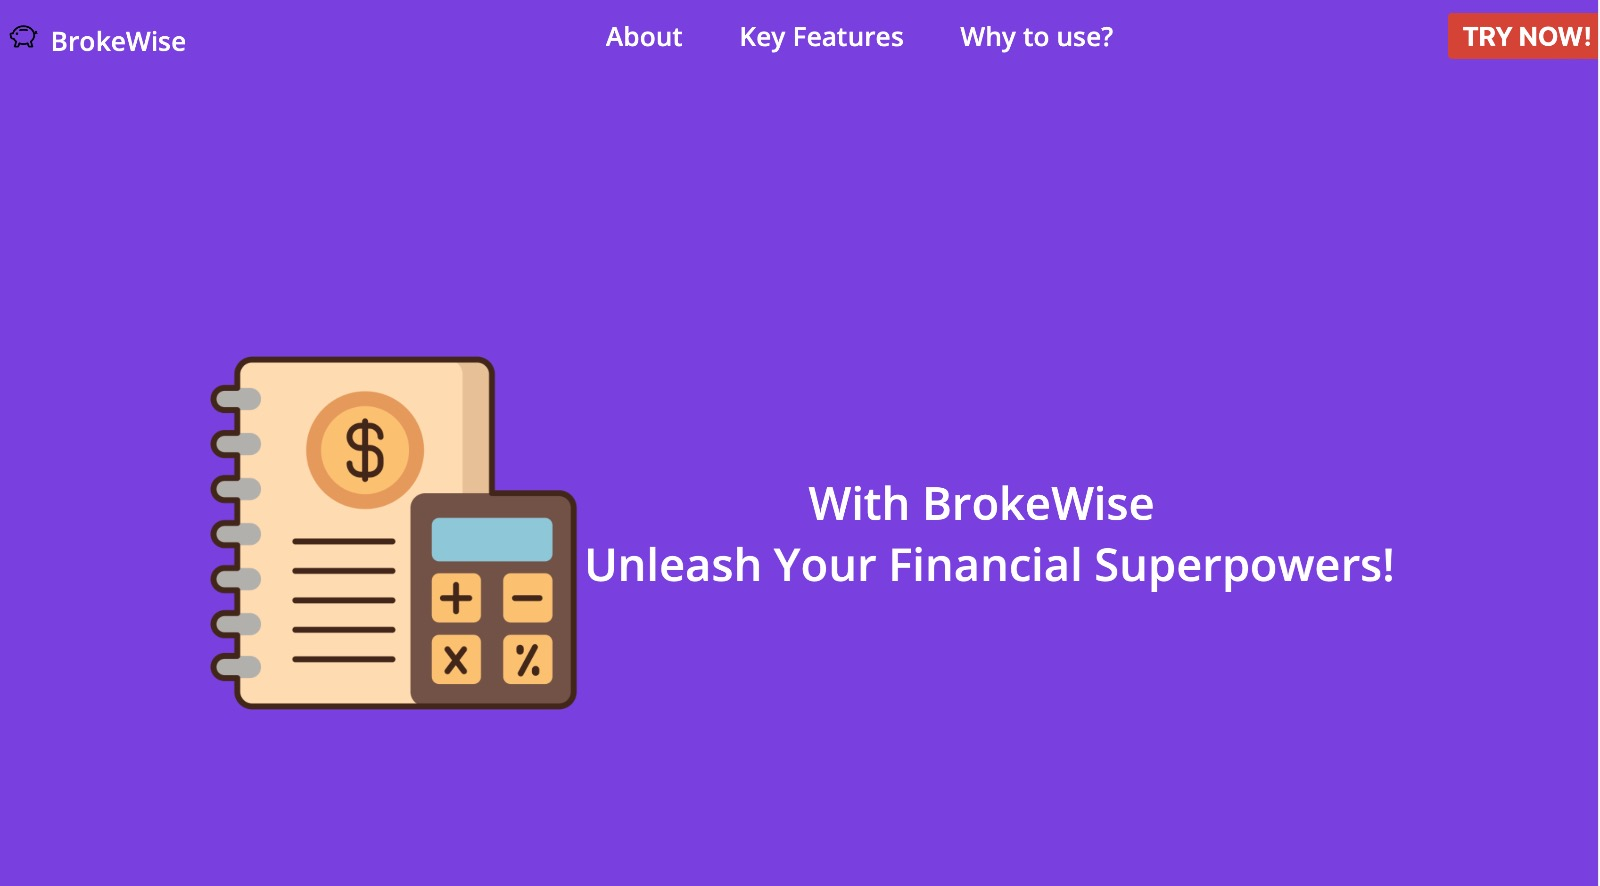 BrokeWise
About
Key Features
Why to use?
TRY NOW!
$
With BrokeWise
Unleash Your Financial Superpowers!
+ −
x %